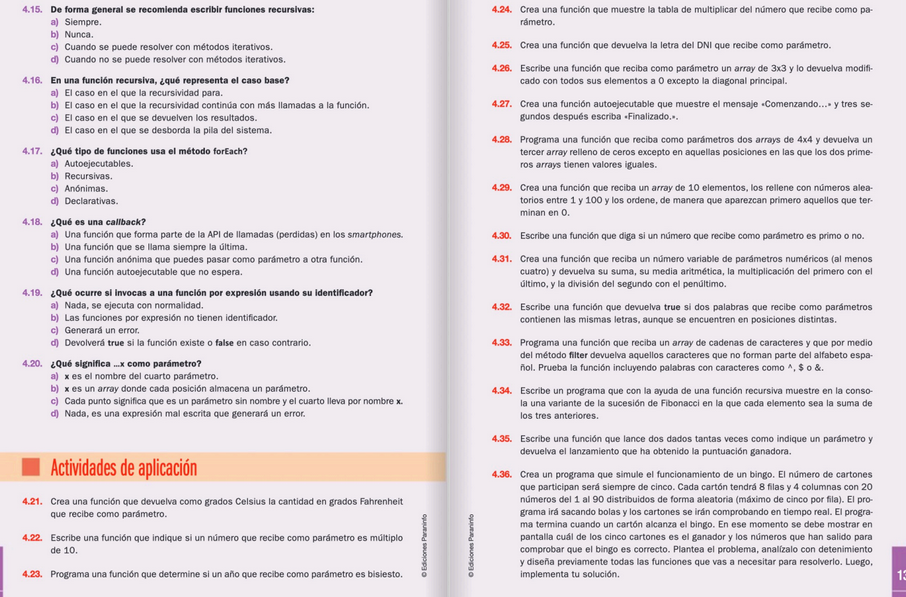 4.15. De forma general se recomienda escribir funciones recursivas:
a) Siempre.
b) Nunca.
c) Cuando se puede resolver con métodos iterativos.
d) Cuando no se puede resolver con métodos iterativos.
4.16. En una función recursiva, ¿qué representa el caso base?
a) El caso en el que la recursividad para.
b) El caso en el que la recursividad continúa con más llamadas a la función.
c) El caso en el que se devuelven los resultados.
d) El caso en el que se desborda la pila del sistema.
4.17. ¿Qué tipo de funciones usa el método forEach?
a) Autoejecutables.
b) Recursivas.
c) Anónimas.
d) Declarativas.
4.18. ¿Qué es una callback?
a) Una función que forma parte de la API de llamadas (perdidas) en los smartphones.
b) Una función que se llama siempre la última.
c) Una función anónima que puedes pasar como parámetro a otra función.
d) Una función autoejecutable que no espera.
4.19. ¿Qué ocurre si invocas a una función por expresión usando su identificador?
a) Nada, se ejecuta con normalidad.
b) Las funciones por expresión no tienen identificador.
c) Generará un error.
d) Devolverá true si la función existe o false en caso contrario.
4.20. ¿Qué significa ...x como parámetro?
a) x es el nombre del cuarto parámetro.
b) x es un array donde cada posición almacena un parámetro.
c) Cada punto significa que es un parámetro sin nombre y el cuarto lleva por nombre x.
d) Nada, es una expresión mal escrita que generará un error.
Actividades de aplicación
4.21. Crea una función que devuelva como grados Celsius la cantidad en grados Fahrenheit
que recibe como parámetro.
4.22. Escribe una función que indique si un número que recibe como parámetro es múltiplo
de 10.
4.23. Programa una función que determine si un año que recibe como parámetro es bisiesto.
© Ediciones Paraninfo
4.24. Crea una función que muestre la tabla de multiplicar del número que recibe como pa-
rámetro.
4.25. Crea una función que devuelva la letra del DNI que recibe como parámetro.
4.26. Escribe una función que reciba como parámetro un array de 3x3 y lo devuelva modifi-
cado con todos sus elementos a 0 excepto la diagonal principal.
4.27. Crea una función autoejecutable que muestre el mensaje «Comenzando...» y tres se-
gundos después escriba «Finalizado.».
4.28. Programa una función que reciba como parámetros dos arrays de 4x4 y devuelva un
tercer array relleno de ceros excepto en aquellas posiciones en las que los dos prime-
ros arrays tienen valores iguales.
4.29. Crea una función que reciba un array de 10 elementos, los rellene con números alea-
torios entre 1 y 100 y los ordene, de manera que aparezcan primero aquellos que ter-
minan en 0.
4.30. Escribe una función que diga si un número que recibe como parámetro es primo o no.
4.31. Crea una función que reciba un número variable de parámetros numéricos (al menos
cuatro) y devuelva su suma, su media aritmética, la multiplicación del primero con el
último, y la división del segundo con el penúltimo.
4.32. Escribe una función que devuelva true si dos palabras que recibe como parámetros
contienen las mismas letras, aunque se encuentren en posiciones distintas.
4.33. Programa una función que reciba un array de cadenas de caracteres y que por medio
del método filter devuelva aquellos caracteres que no forman parte del alfabeto espa-
ñol. Prueba la función incluyendo palabras con caracteres como ^, $ o &.
4.34. Escribe un programa que con la ayuda de una función recursiva muestre en la conso-
la una variante de la sucesión de Fibonacci en la que cada elemento sea la suma de
los tres anteriores.
4.35. Escribe una función que lance dos dados tantas veces como indique un parámetro y
devuelva el lanzamiento que ha obtenido la puntuación ganadora.
4.36. Crea un programa que simule el funcionamiento de un bingo. El número de cartones
que participan será siempre de cinco. Cada cartón tendrá 8 filas y 4 columnas con 20
números del 1 al 90 distribuidos de forma aleatoria (máximo de cinco por fila). El pro-
grama irá sacando bolas y los cartones se irán comprobando en tiempo real. El progra-
ma termina cuando un cartón alcanza el bingo. En ese momento se debe mostrar en
pantalla cuál de los cinco cartones es el ganador y los números que han salido para
comprobar que el bingo es correcto. Plantea el problema, analízalo con detenimiento
y diseña previamente todas las funciones que vas a necesitar para resolverlo. Luego,
implementa tu solución.
© Ediciones Paraninfo